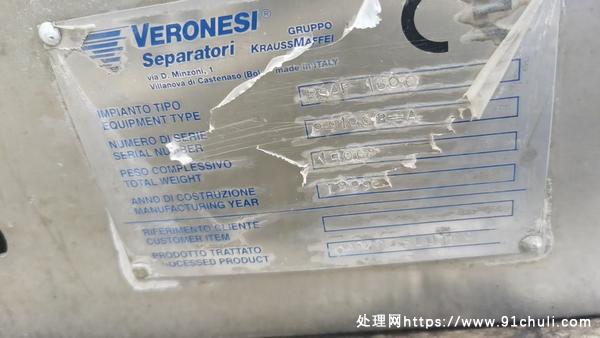 VERONESI®
Separatori
GRUPPO
KRAUSSMAFFEI
via D. Minzoni, 1
Villanova di Castenaso (Bo)
made in ITALY
IMPIANTO TIPO
EQUIPMENT TYPE
NUMERO DI SERIE
SERIAL NUMBER
PESO COMPLESSIVO
TOTAL WEIGHT
ANNO DI COSTRUZIONE
MANUFACTURING YEAR
RIFERIMENTO CLIENTE
CUSTOMER ITEM
PRODOTTO TRATTATO
PROCESSED PRODUCT
处理网https://www.91chuli.com